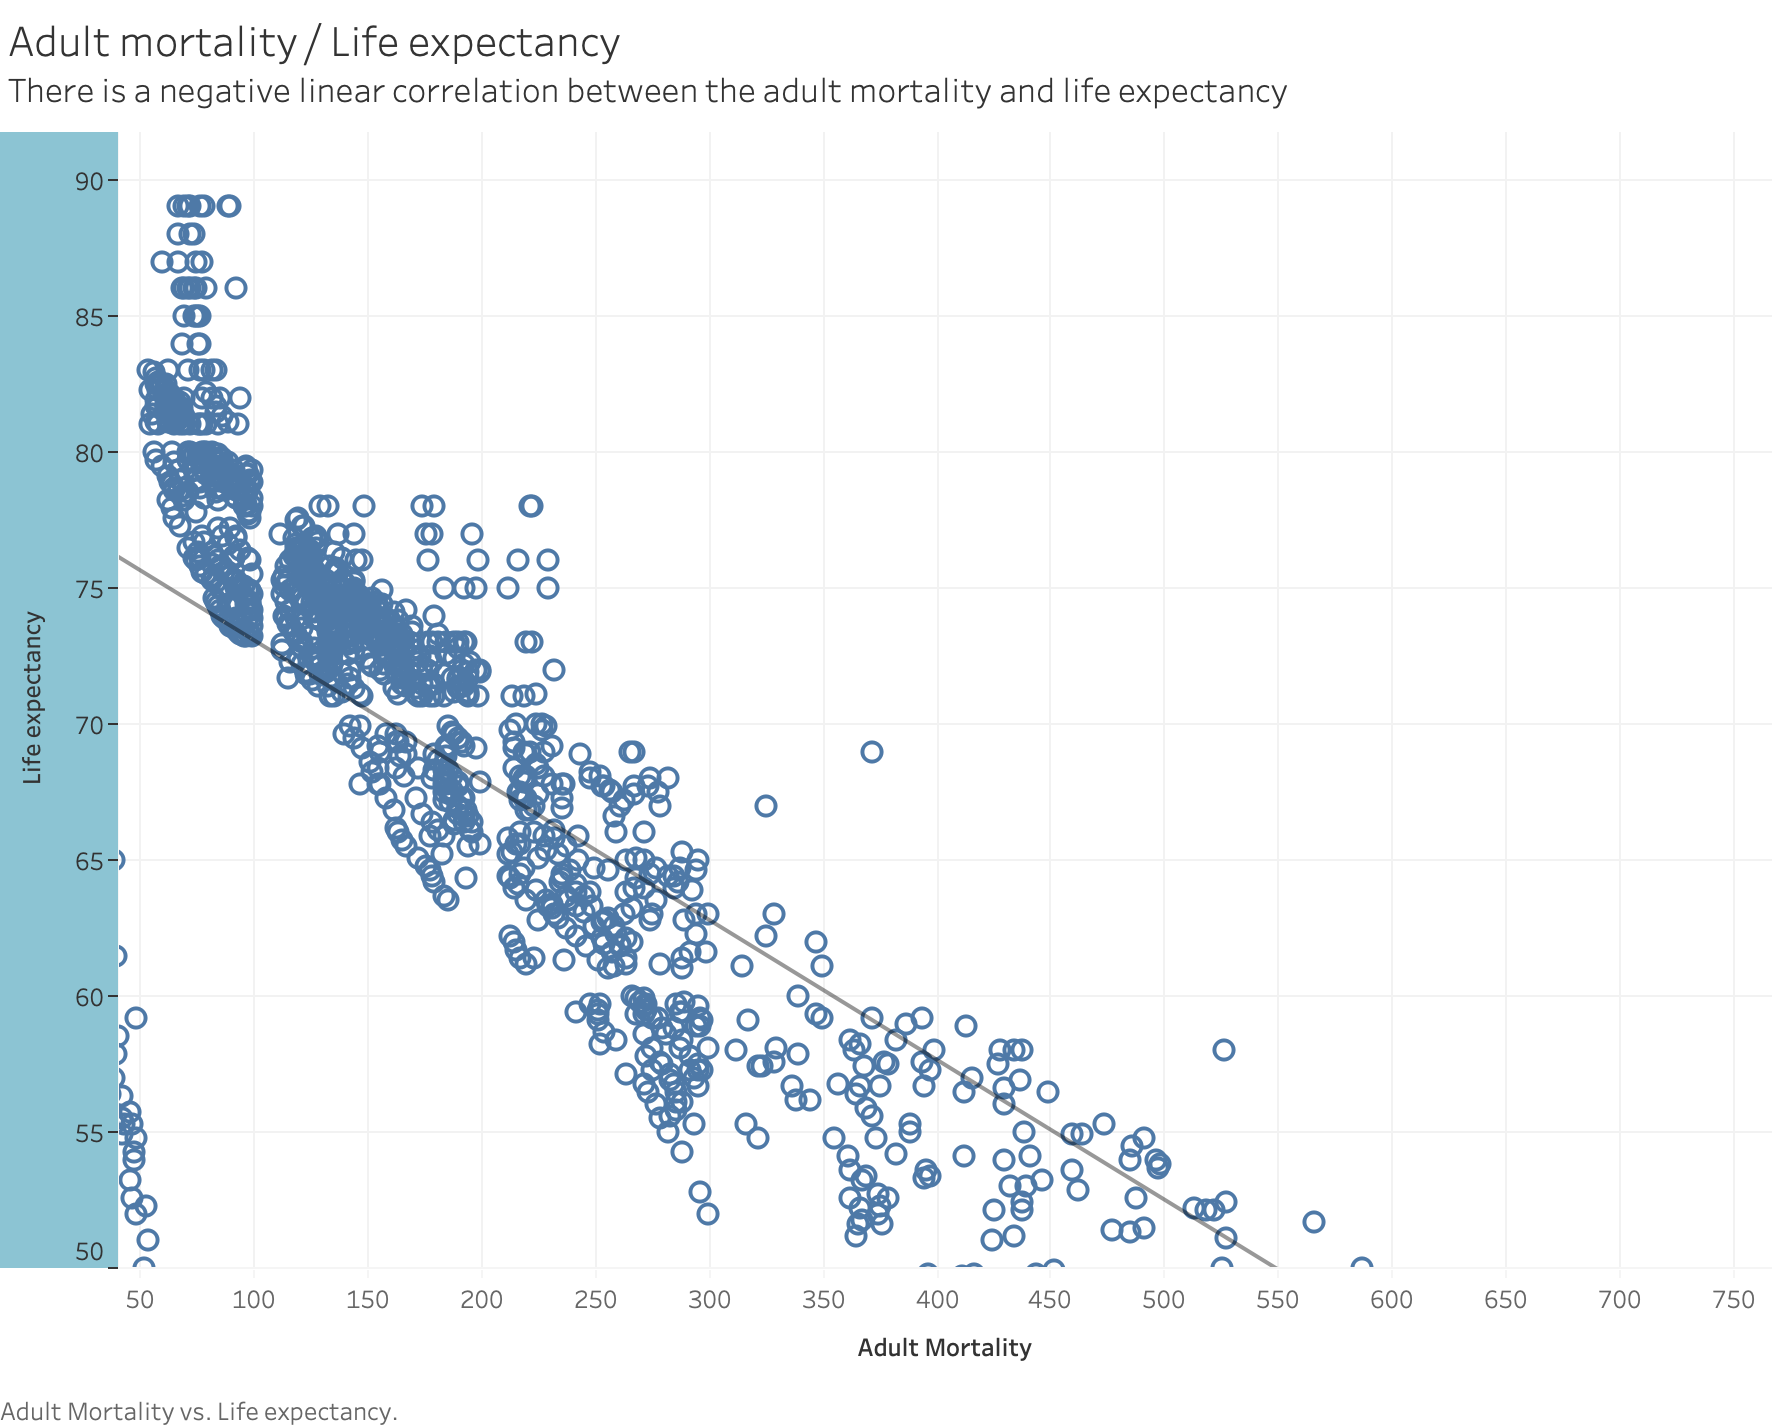 Adult mortality / Life expectancy
There is a negative linear correlation between the adult mortality and life expectancy
90
85
80
75
70
65
60
55
50
Life expectancy
50 100 150 200 250 300 350 400 450 500 550 600 650 700 750
Adult Mortality
Adult Mortality vs. Life expectancy.